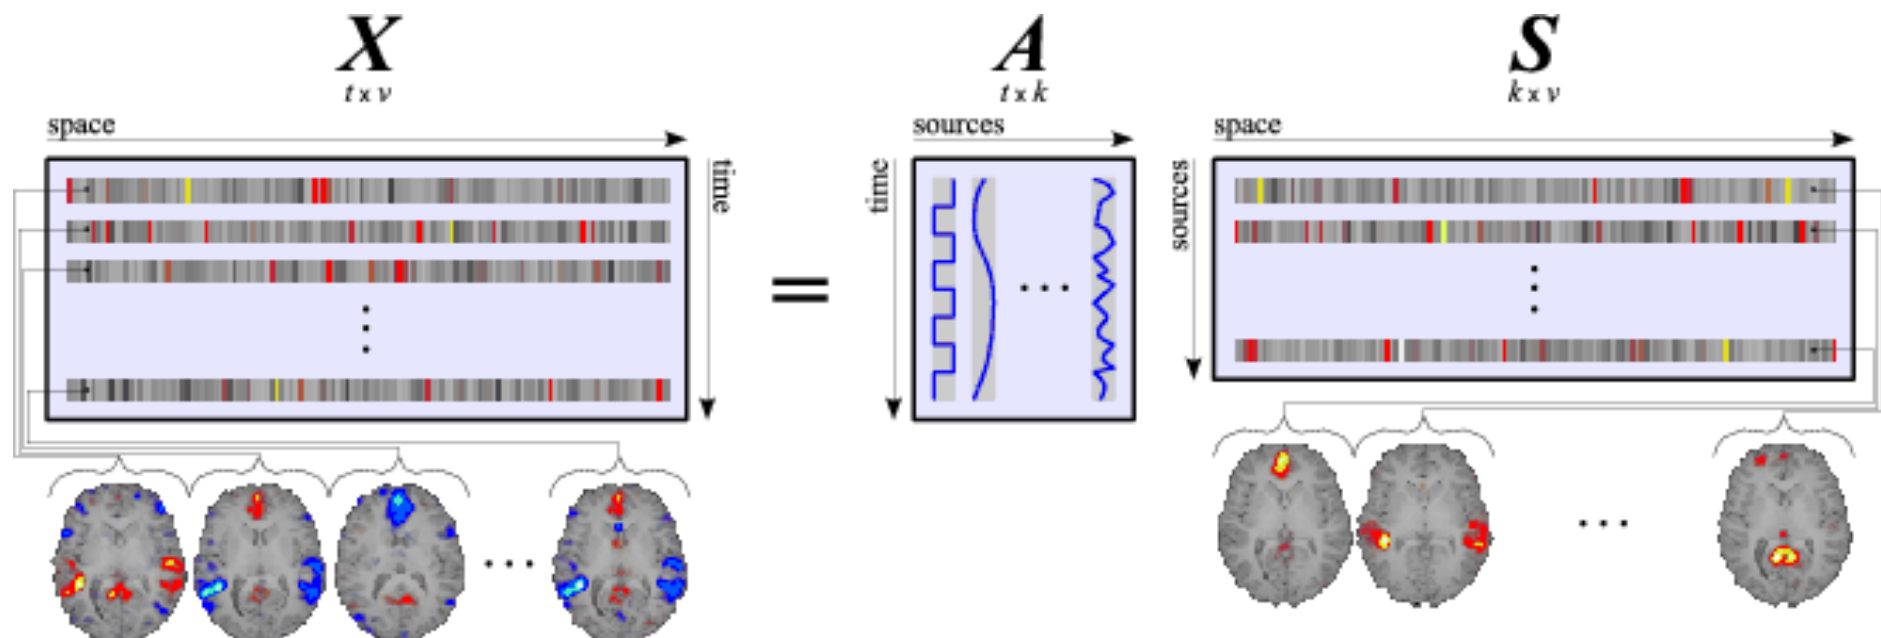 X
t x v
space
time
=
A
t x k
sources
time
S
k x v
space
sources